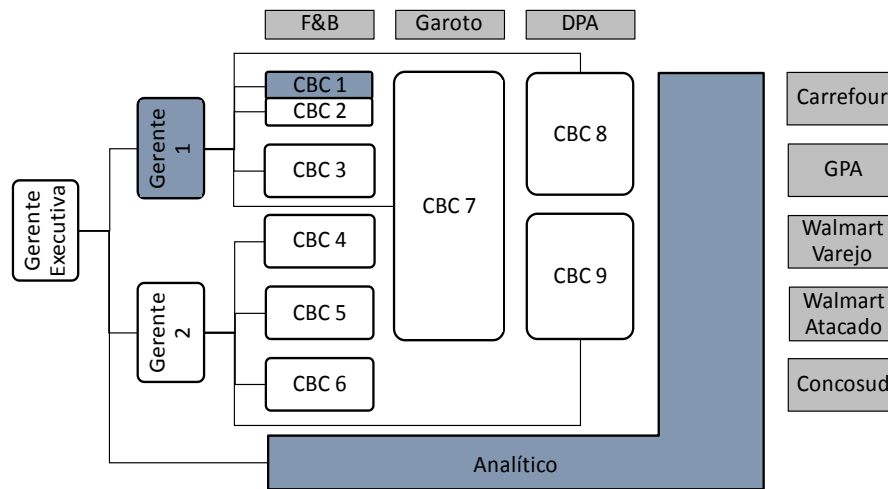 F&B
Garoto
DPA
CBC 1
CBC 2
CBC 3
CBC 4
CBC 5
CBC 6
CBC 7
CBC 8
CBC 9
Gerente
Executiva
Gerente
1
Gerente
2
Analítico
Carrefour
GPA
Walmart
Varejo
Walmart
Atacado
Concosud